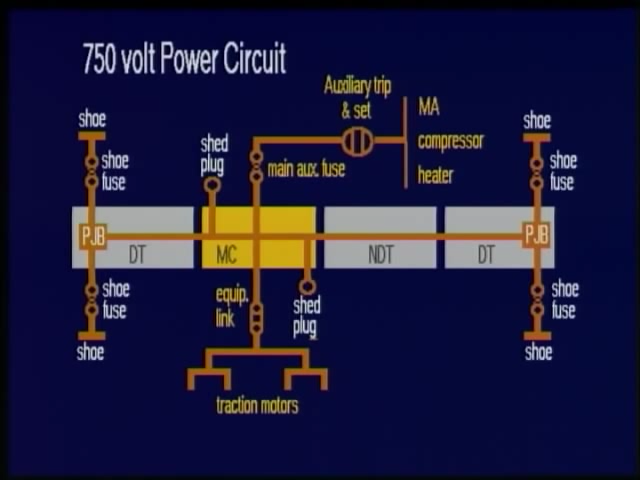 750 volt Power Circuit
Auxiliary trip
& set
MA
compressor
heater
shoe
shoe
fuse
shed
plug
main aux. fuse
shoe
shoe
fuse
PJB
DT
MC
NDT
DT
PJB
shoe
fuse
shoe
equip.
link
shed
plug
shoe
fuse
shoe
traction motors